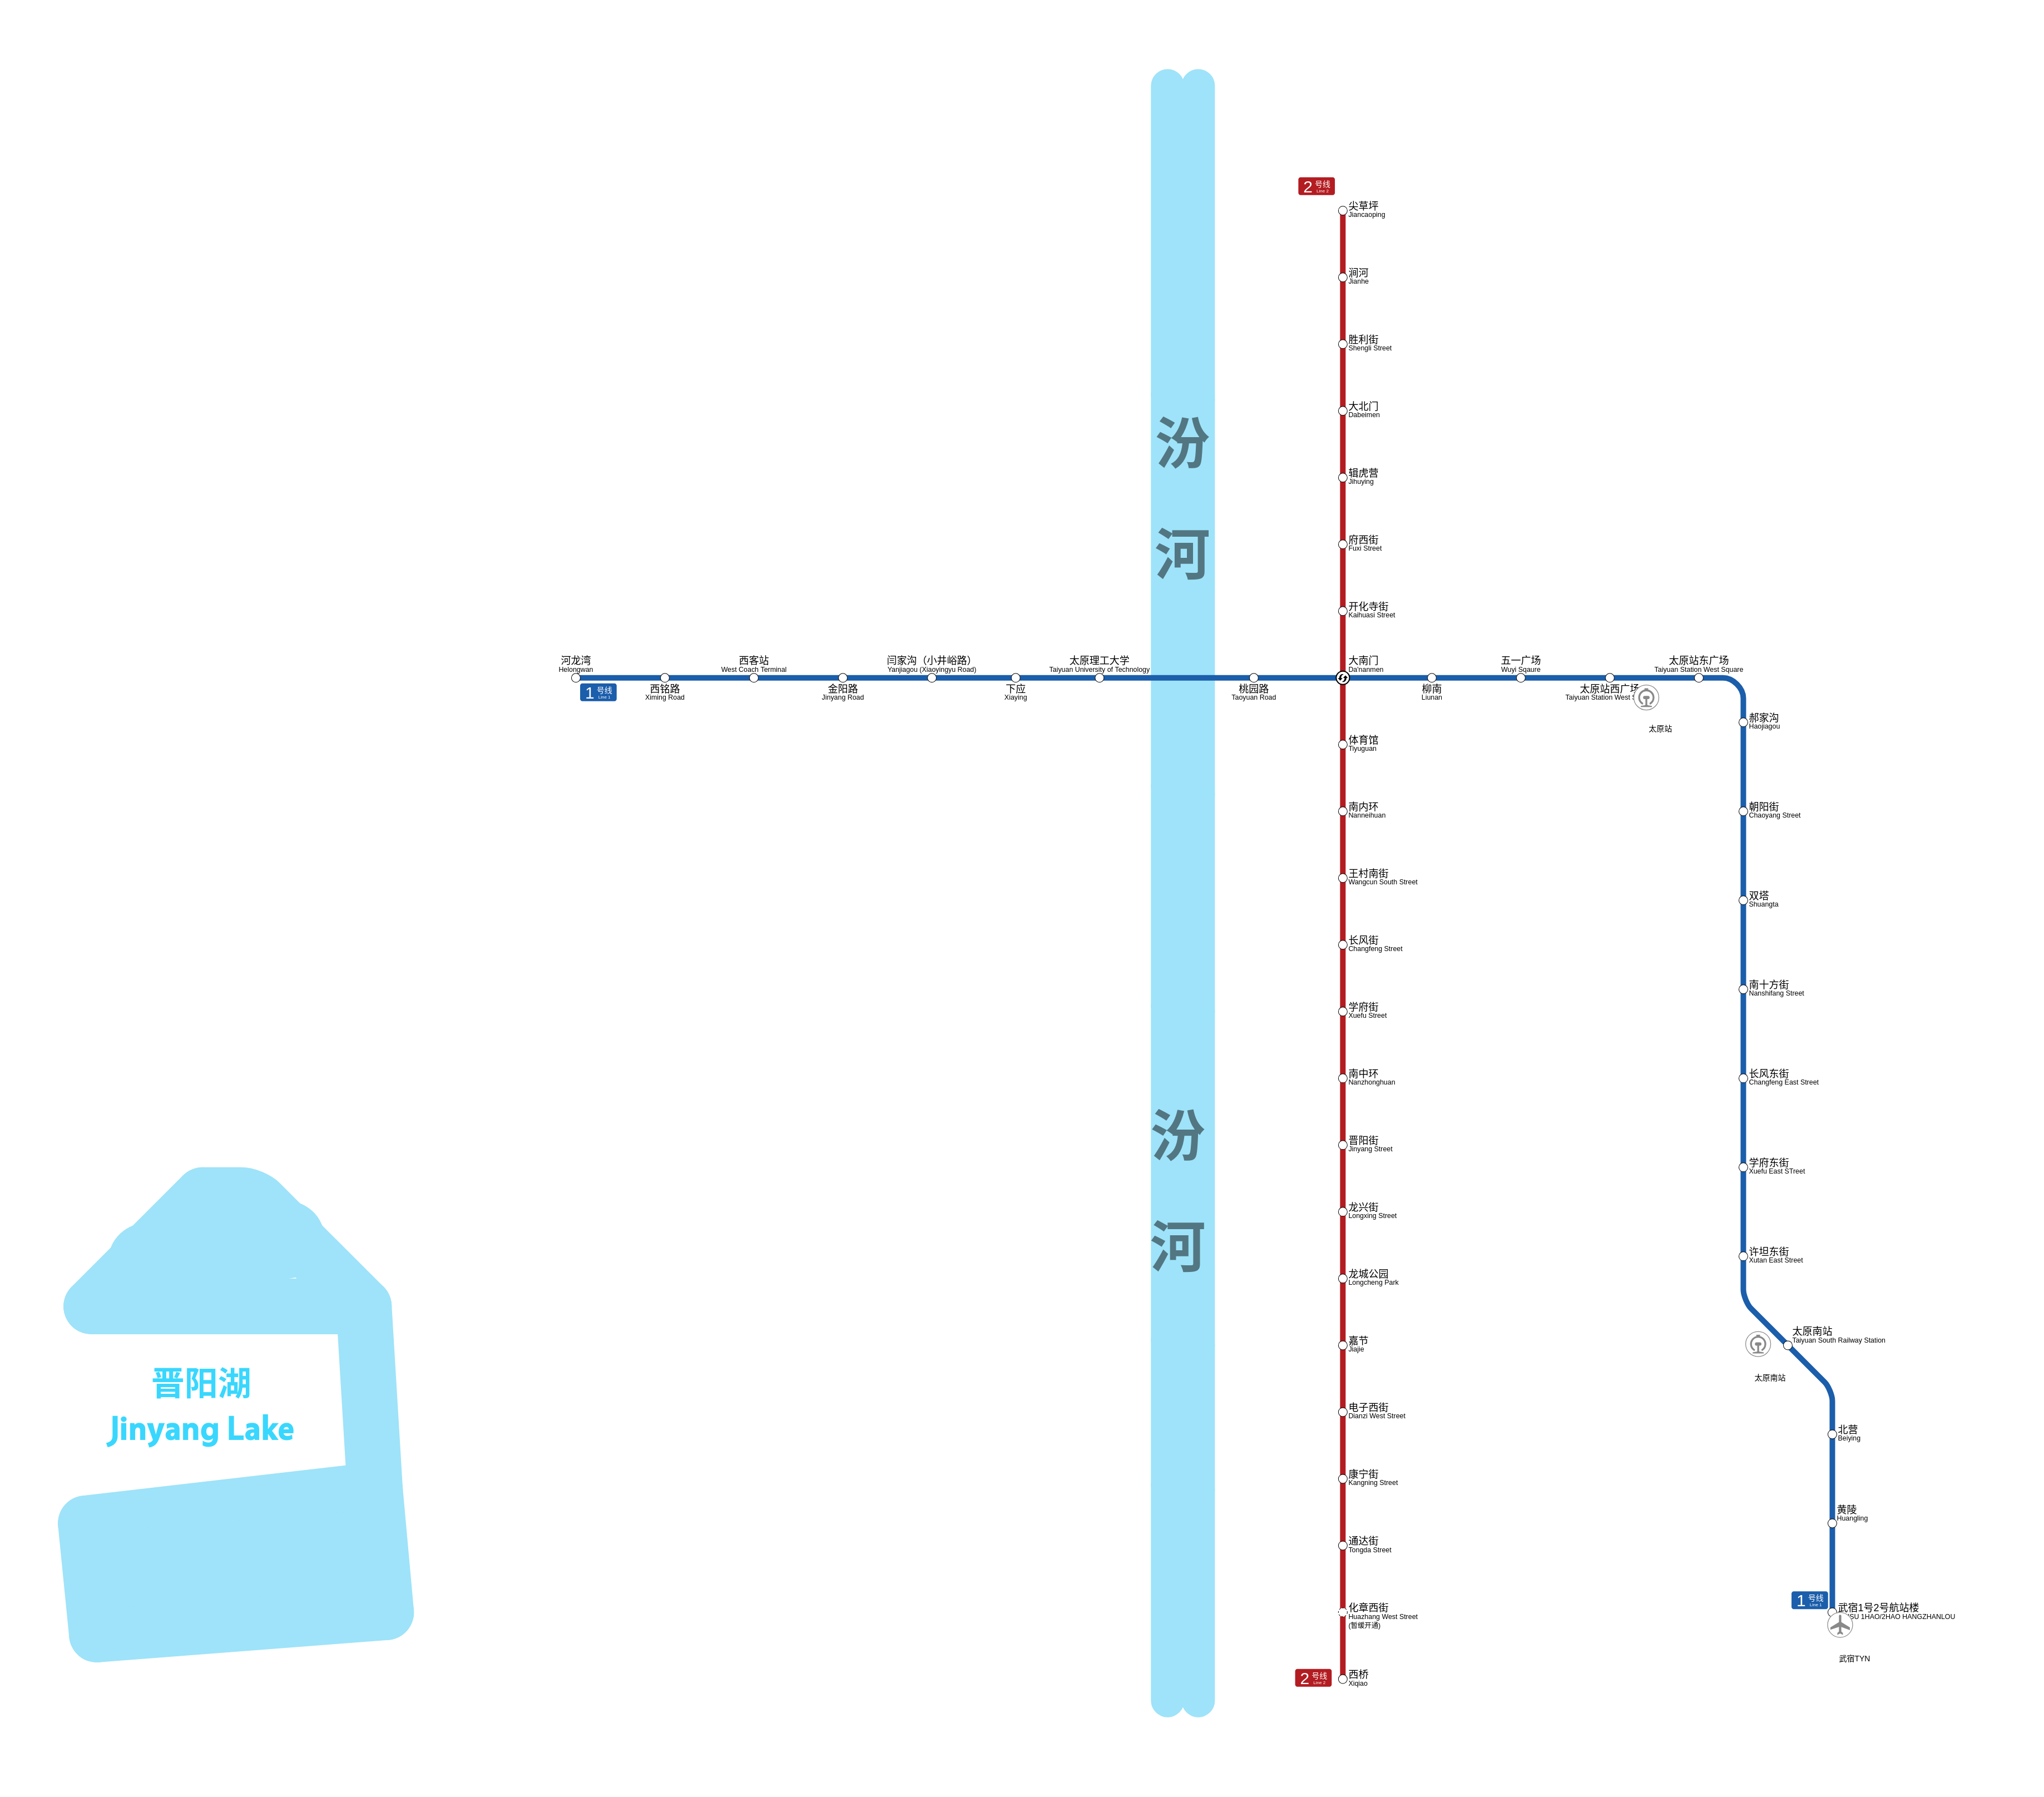 2 号线
Line 2
尖草坪
Jiancaoping
涧河
Jianhe
胜利街
Shengli Street
大北门
Dabeimen
辑虎营
Jihuying
府西街
Fuxi Street
开化寺街
Kaihuasi Street
汾
河
河龙湾
Helongwan
1 号线
Line 1
西铭路
Ximing Road
西客站
West Coach Terminal
金阳路
Jinyang Road
闫家沟（小井峪路）
Yanjiagou (Xiaoyingyu Road)
下应
Xiaying
太原理工大学
Taiyuan University of Technology
桃园路
Taoyuan Road
大南门
Da'nanmen
柳南
Liunan
五一广场
Wuyi Sqaure
太原站西广场
Taiyuan Station West
太原站
太原站东广场
Taiyuan Station West Square
郝家沟
Haojiagou
朝阳街
Chaoyang Street
双塔
Shuangta
南十方街
Nanshifang Street
长风东街
Changfeng East Street
学府东街
Xuefu East STreet
许坦东街
Xutan East Street
太原南站
Taiyuan South Railway Station
太原南站
北营
Beiying
黄陵
Huangling
1 号线
Line 1
武宿1号2号航站楼
1HAO/2HAO HANGZHANLOU
武宿TYN
体育馆
Tiyuguan
南内环
Nanneihuan
王村南街
Wangcun South Street
长风街
Changfeng Street
学府街
Xuefu Street
南中环
Nanzhonghuan
晋阳街
Jinyang Street
龙兴街
Longxing Street
龙城公园
Longcheng Park
嘉节
Jiajie
电子西街
Dianzi West Street
康宁街
Kangning Street
通达街
Tongda Street
化章西街
Huazhang West Street
(暂缓开通)
西桥
Xiqiao
2 号线
Line 2
汾
河
晋阳湖
Jinyang Lake